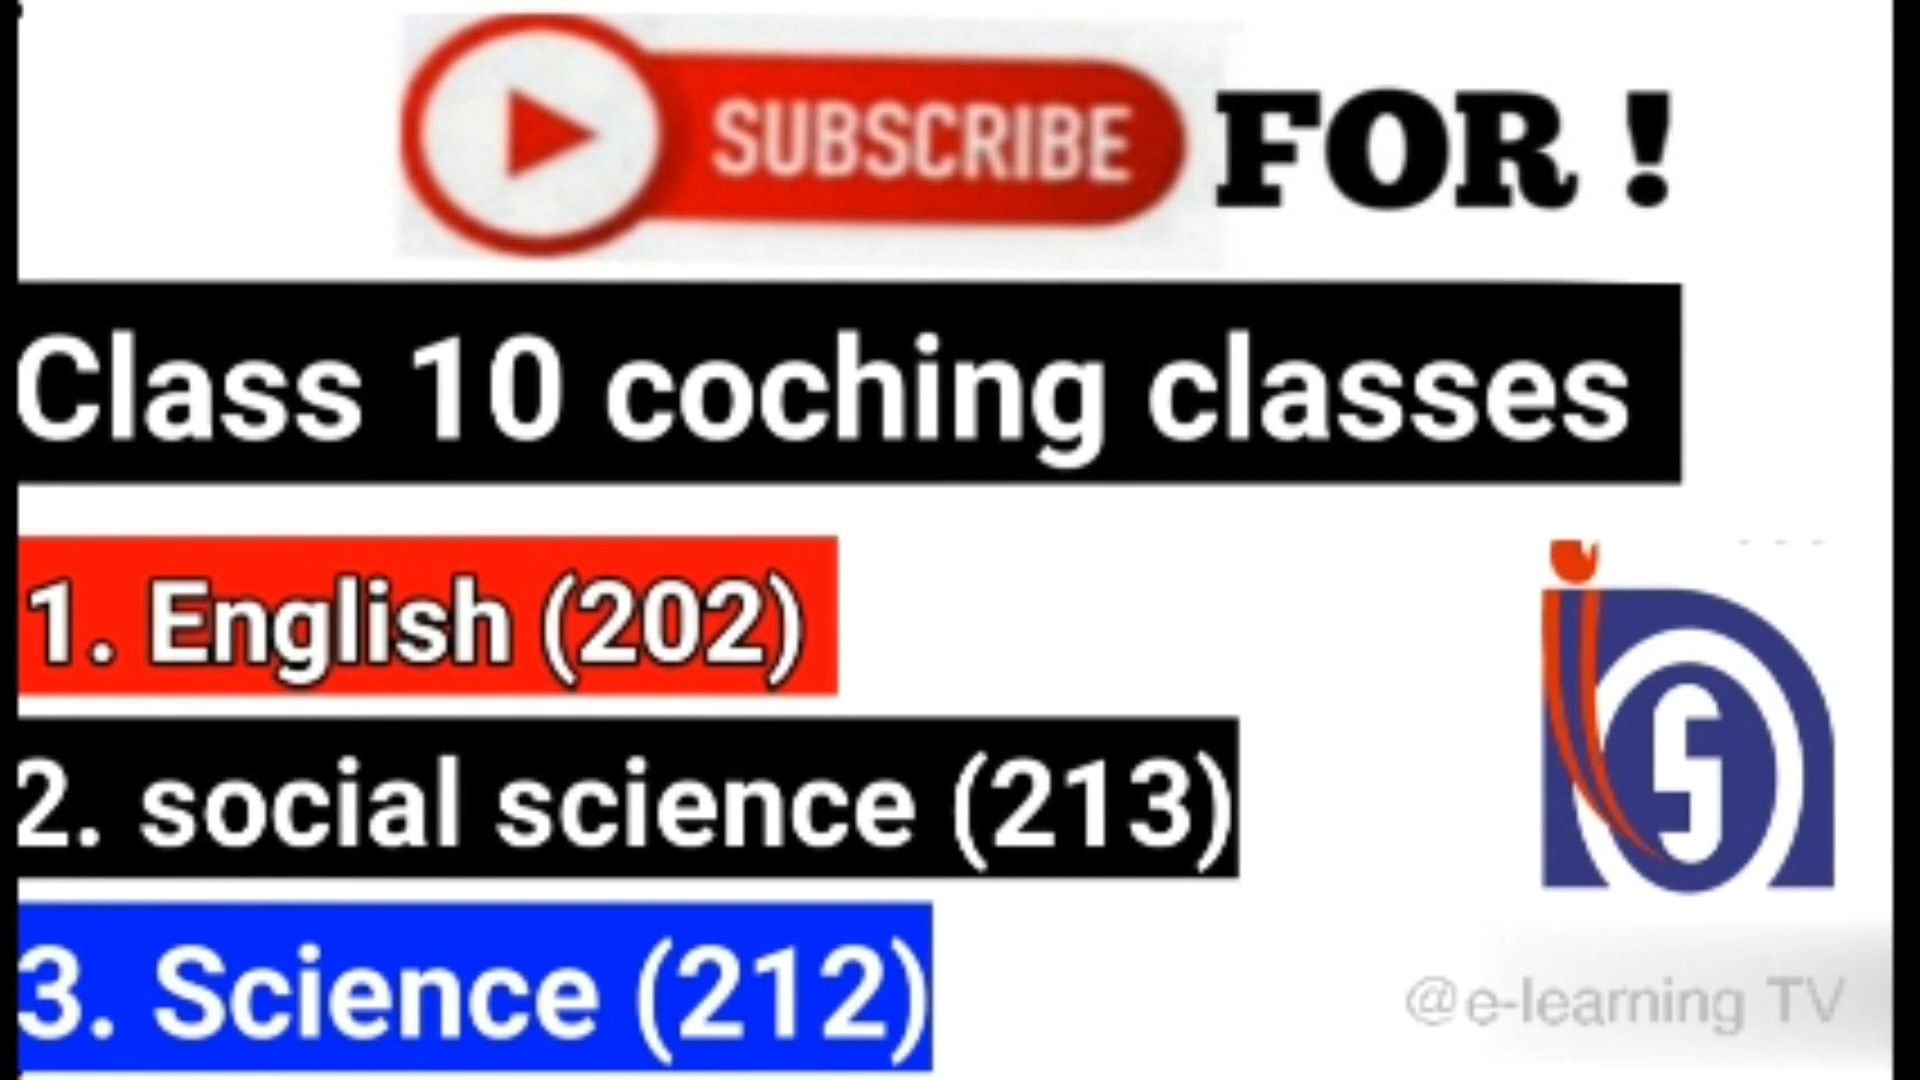 SUBSCRIBE FOR !
Class 10 coching classes
1. English (202)
2. social science (213)
3. Science (212)
@e-learning TV